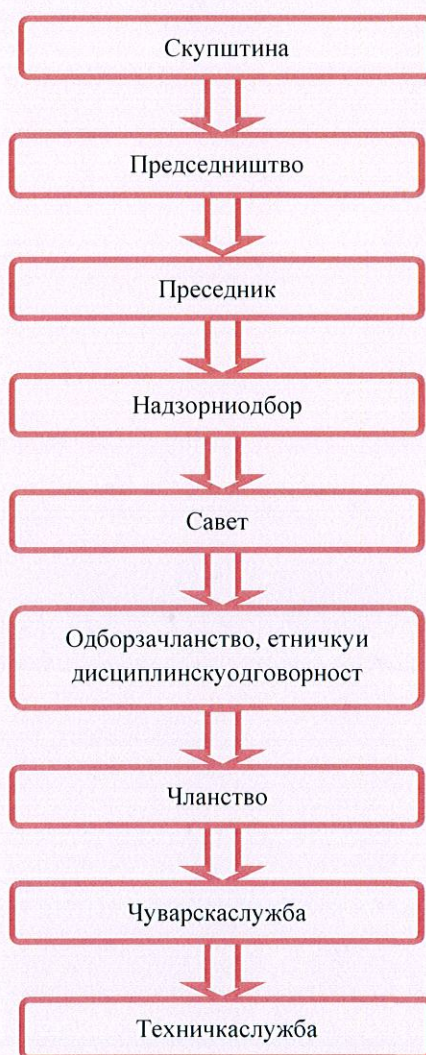 Скупштина
Председништво
Преседник
Надзорниодбор
Савет
Одборзачланство, етничкуи
дисциплинскуодговорност
Чланство
Чуварскаслужба
Техничкаслужба